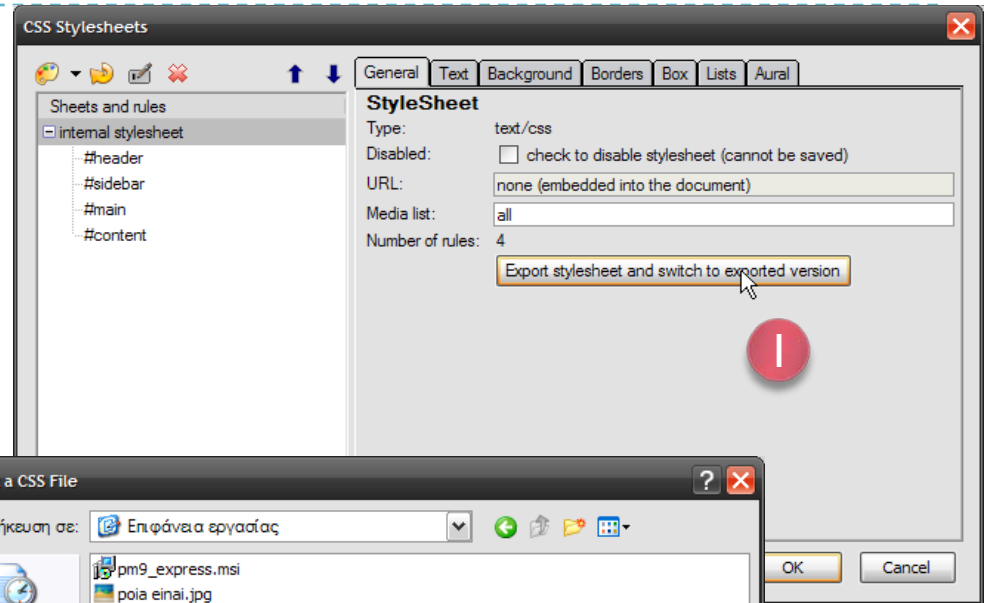 CSS Stylesheets
General Text Background Borders Box Lists Aural
Sheets and rules
internal stylesheet
#header
#sidebar
#main
#content
StyleSheet
Type: text/css
Disabled: check to disable stylesheet (cannot be saved)
URL: none (embedded into the document)
Media list: all
Number of rules: 4
Export stylesheet and switch to exported version
1
OK Cancel
a CSS File
ήκευση σε: Επιφάνεια εργασίας
pm9_express.msi
poia einai.jpg